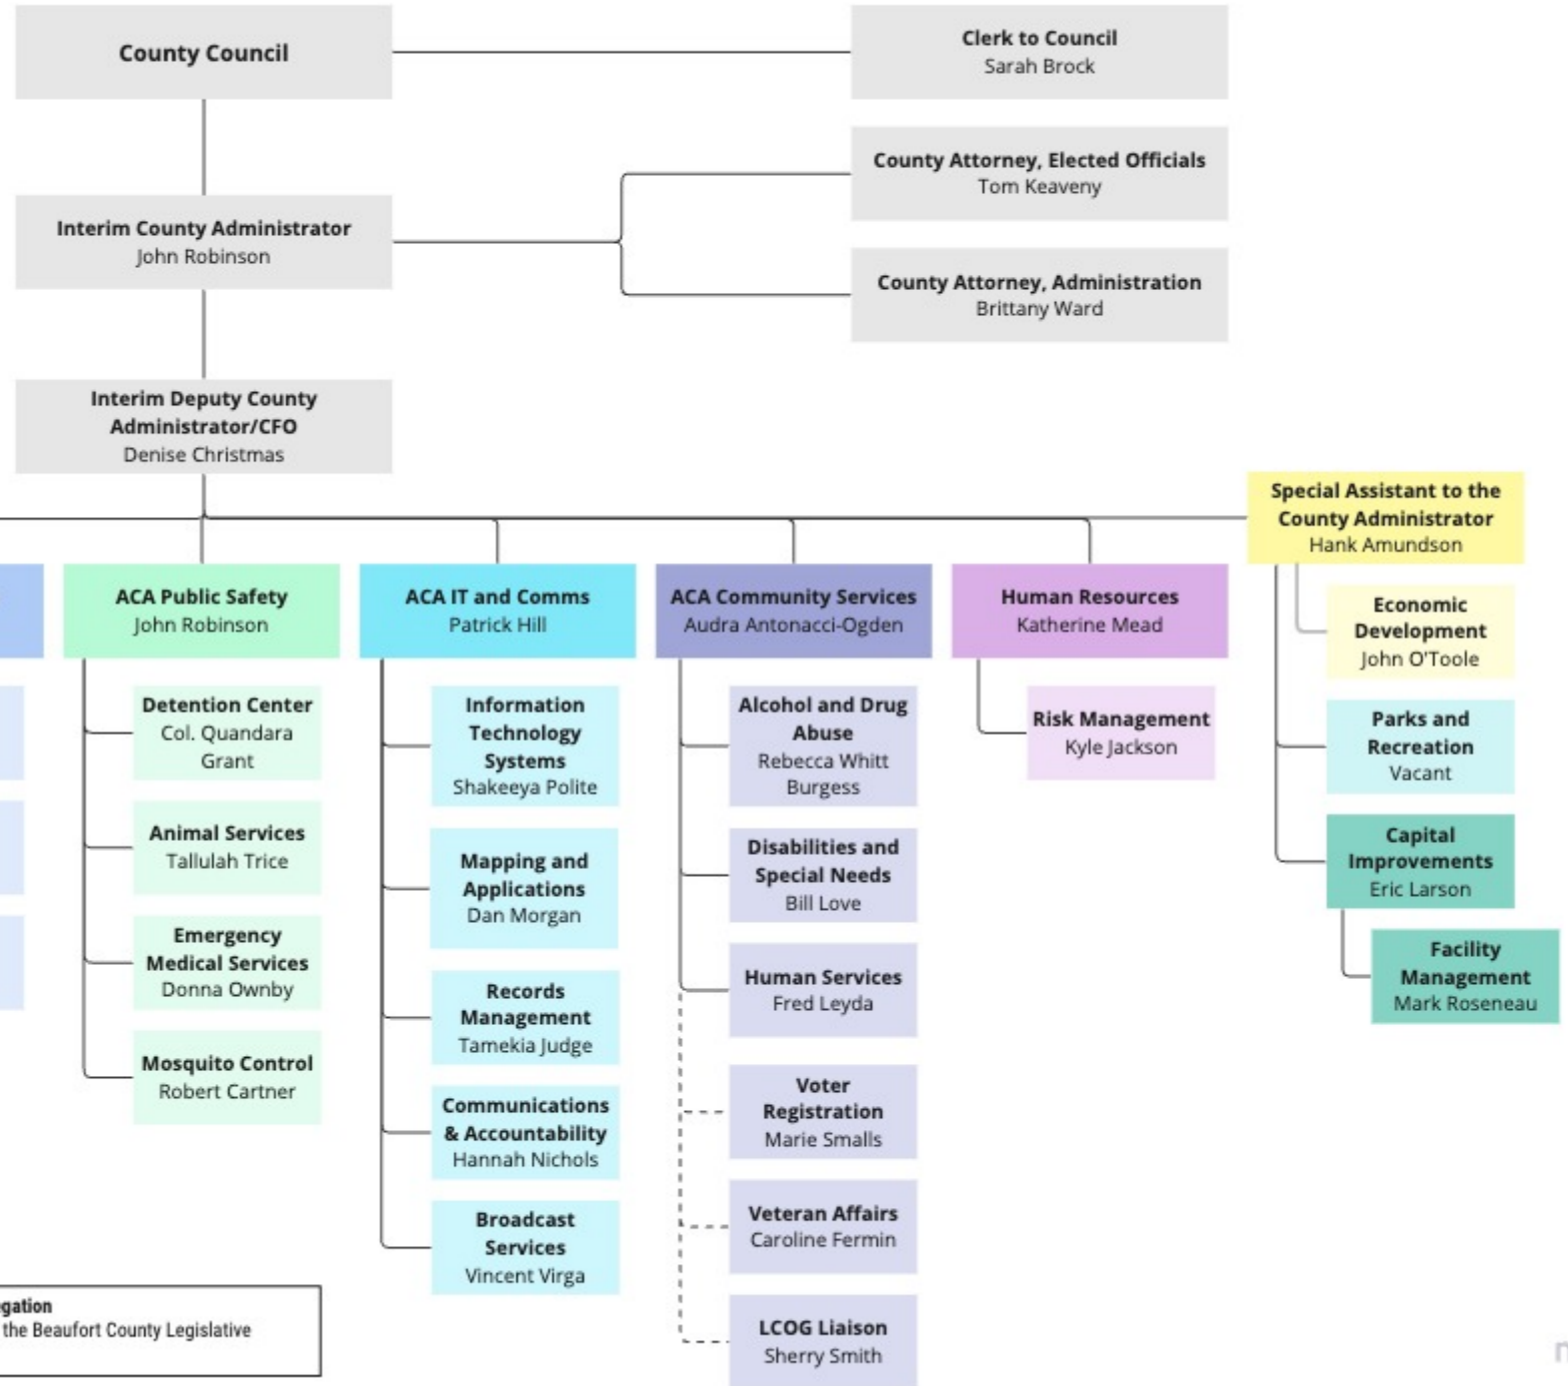 County Council
Clerk to Council
Sarah Brock
County Attorney, Elected Officials
Tom Keaveny
Interim County Administrator
John Robinson
County Attorney, Administration
Brittany Ward
Interim Deputy County
Administrator/CFO
Denise Christmas
Special Assistant to the
County Administrator
Hank Amundson
ACA Public Safety
John Robinson
Detention Center
Col. Quandara
Grant
Animal Services
Tallulah Trice
Emergency
Medical Services
Donna Ownby
Mosquito Control
Robert Cartner
ACA IT and Comms
Patrick Hill
Information
Technology
Systems
Shakeeya Polite
Mapping and
Applications
Dan Morgan
Records
Management
Tamekia Judge
Communications
& Accountability
Hannah Nichols
Broadcast
Services
Vincent Virga
ACA Community Services
Audra Antonacci-Ogden
Alcohol and Drug
Abuse
Rebecca Whitt
Burgess
Disabilities and
Special Needs
Bill Love
Human Services
Fred Leyda
Voter
Registration
Marie Smalls
Veteran Affairs
Caroline Fermin
LCOG Liaison
Sherry Smith
Human Resources
Katherine Mead
Risk Management
Kyle Jackson
Economic
Development
John O'Toole
Parks and
Recreation
Vacant
Capital
Improvements
Eric Larson
Facility
Management
Mark Roseneau
gation
the Beaufort County Legislative